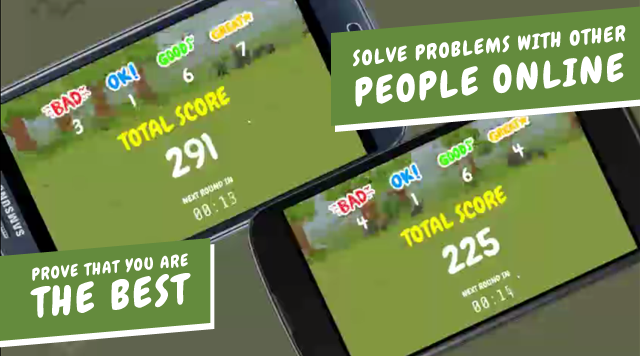 SOLVE PROBLEMS WITH OTHER
PEOPLE ONLINE
BAD OK! GOOD! GREAT
3 1 6 7
TOTAL SCORE
291
NEXT ROUND IN
00:13
SAMSUNG
BAD OK! GOOD! GREAT
4 1 6 4
TOTAL SCORE
225
NEXT ROUND IN
00:14
PROVE THAT YOU ARE
THE BEST